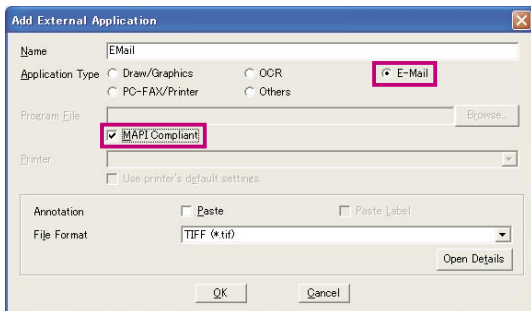 Add External Application
Name EMail
Application Type Draw/Graphics OCR E-Mail
PC-FAX/Printer Others
Program File Browse...
MAPI Compliant
Printer
Use printer's default settings.
Annotation Paste Paste Label
File Format TIFF (*.tif)
Open Details
OK Cancel